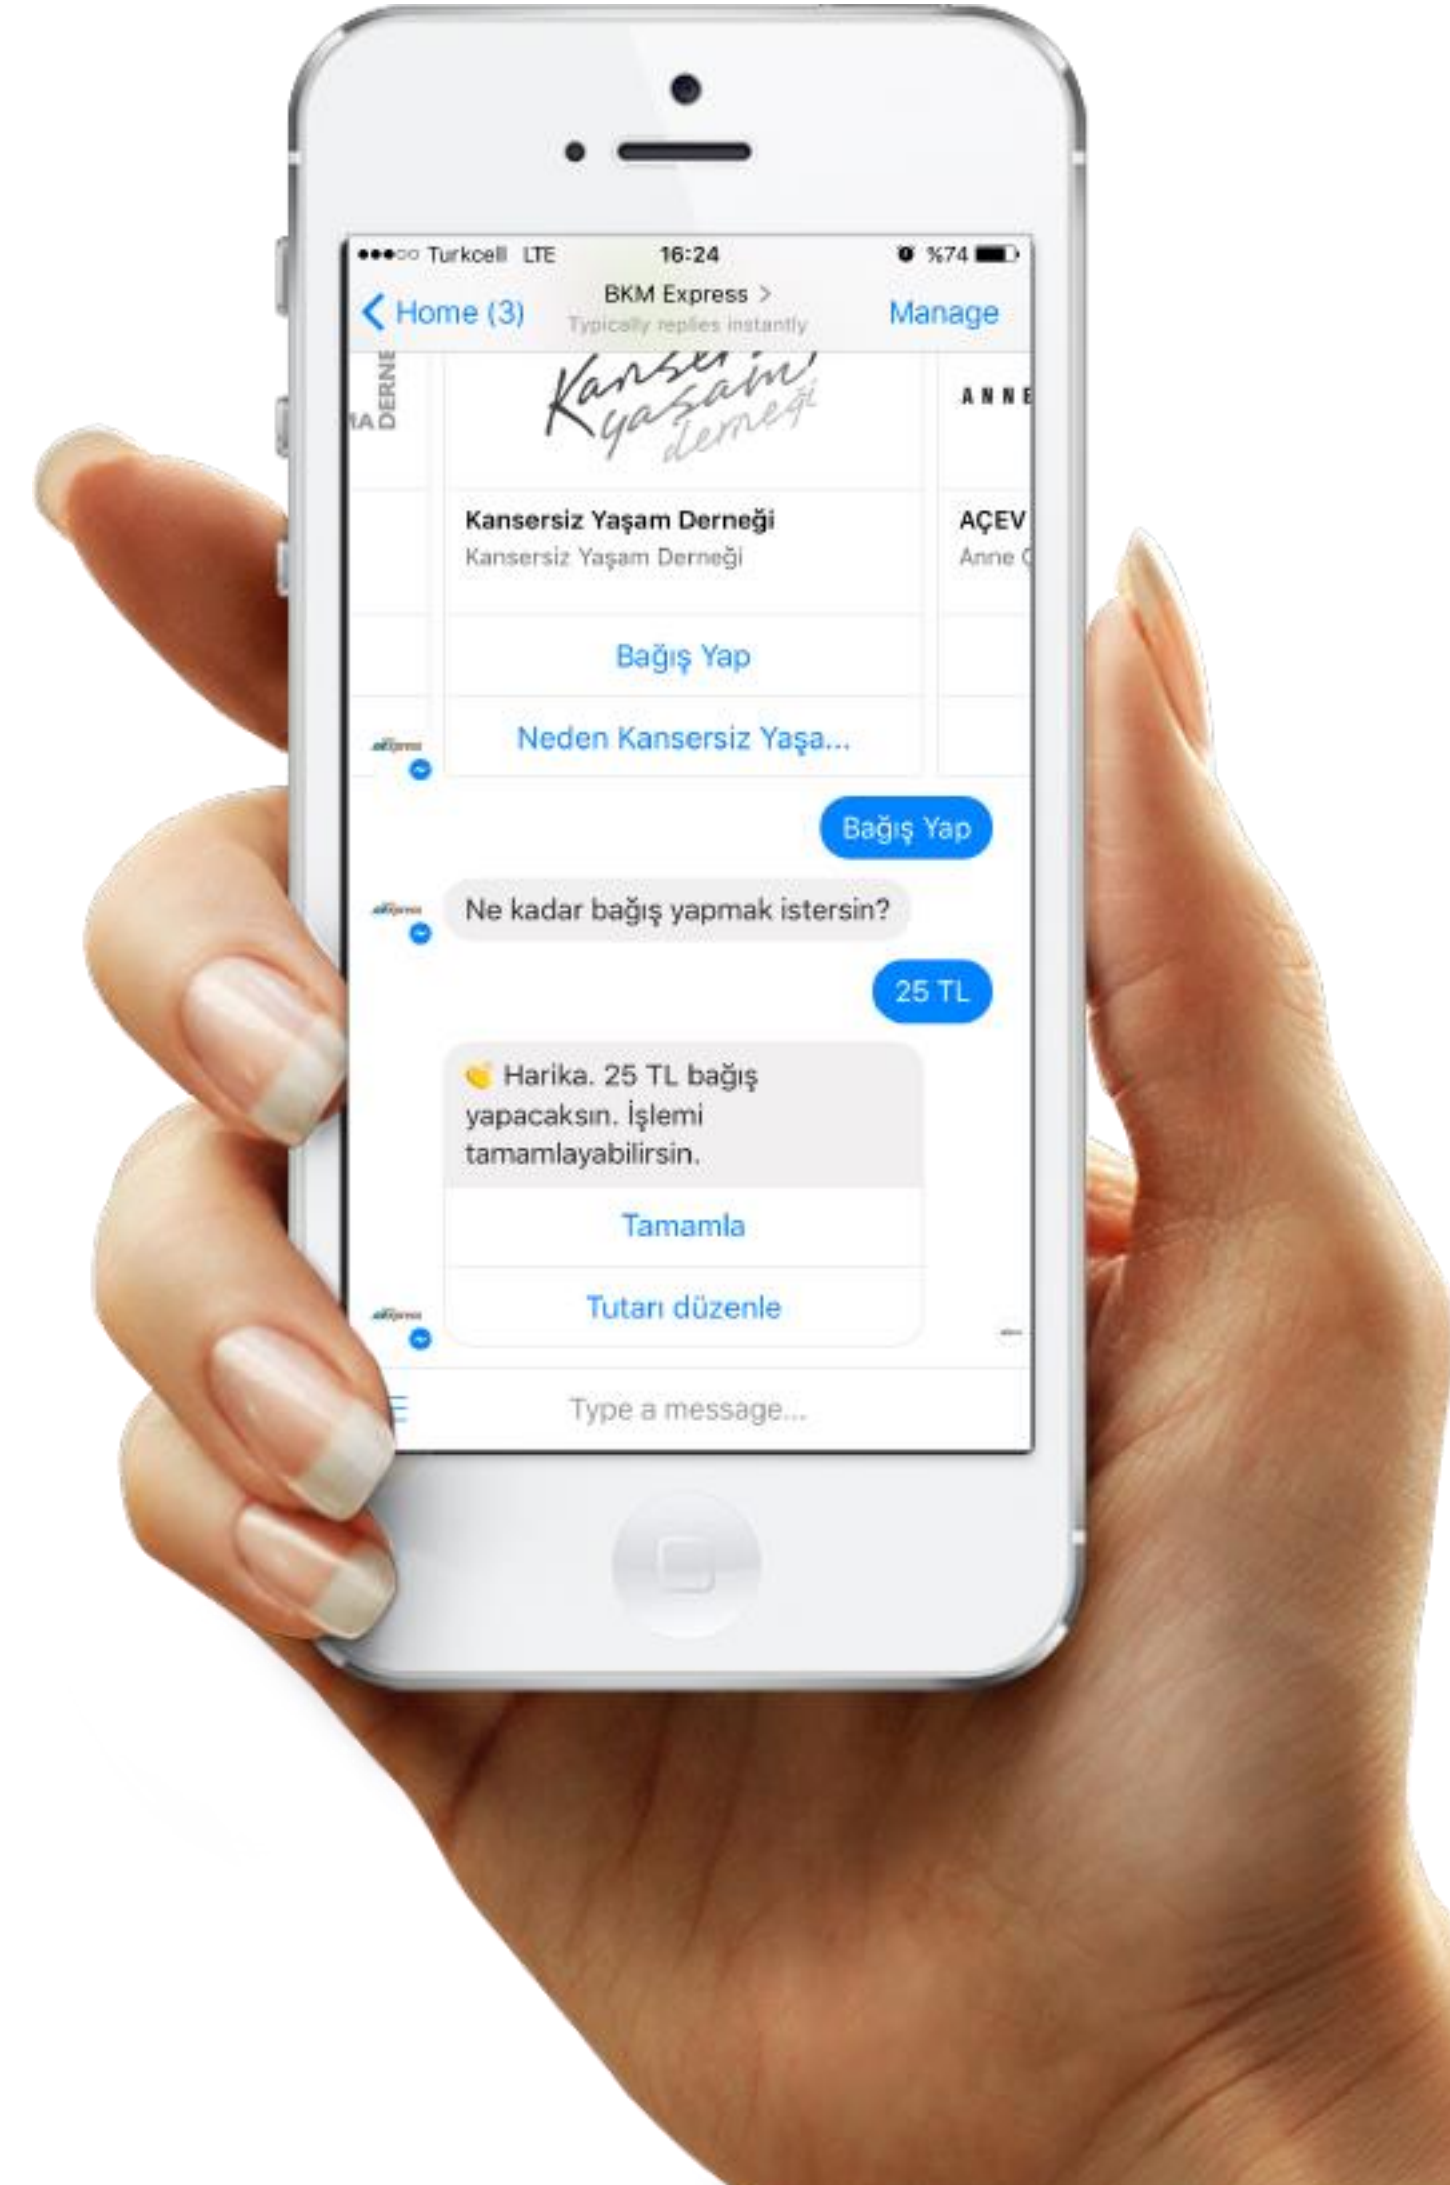 Turkcell LTE 16:24 %74
Home (3) BKM Express > Manage
Typically replies instantly
DERNE
MA
yaşam
derneği
ANNE
Kansersiz Yaşam Derneği
Kansersiz Yaşam Derneği
AÇEV
Anne
Bağış Yap
Neden Kansersiz Yaşa...
Bağış Yap
Ne kadar bağış yapmak istersin?
25 TL
👏 Harika. 25 TL bağış
yapacaksın. İşlemi
tamamlayabilirsin.
Tamamla
Tutarı düzenle
Type a message...